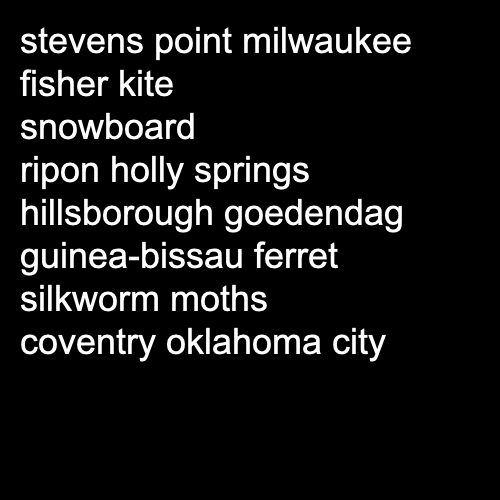 stevens point milwaukee
fisher kite
snowboard
ripon holly springs
hillsborough goedendag
guinea-bissau ferret
silkworm moths
coventry oklahoma city